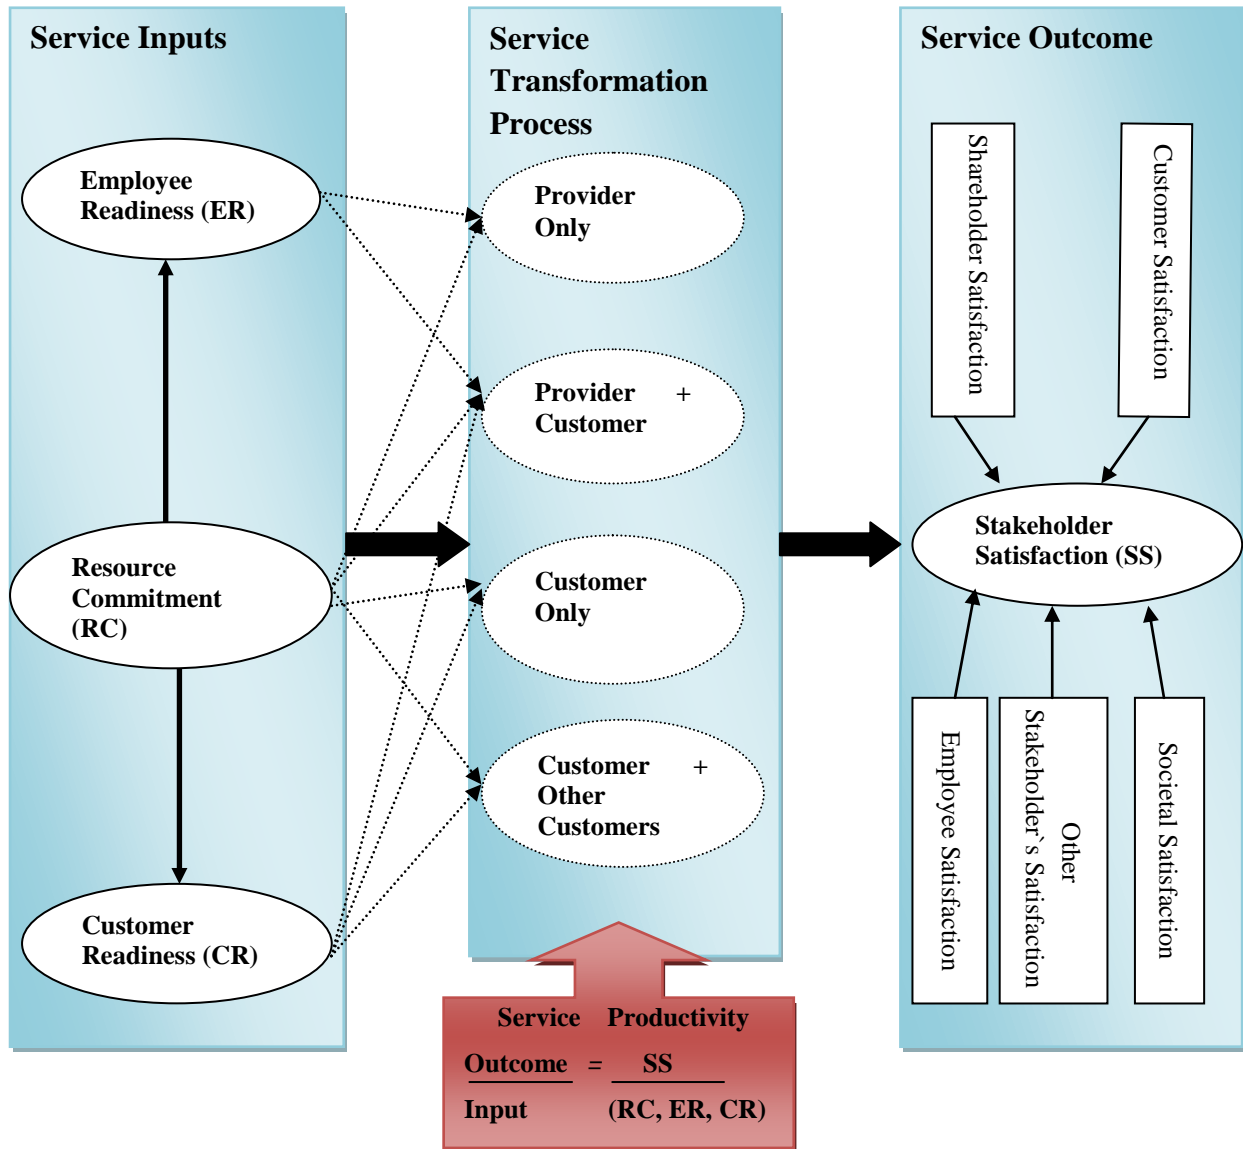 Service Inputs
Employee
Readiness (ER)
Resource
Commitment
(RC)
Customer
Readiness (CR)
Service
Transformation
Process
Provider
Only
Provider +
Customer
Customer
Only
Customer +
Other
Customers
Service Productivity
Outcome = SS
Input (RC, ER, CR)
Service Outcome
Shareholder Satisfaction
Customer Satisfaction
Stakeholder
Satisfaction (SS)
Employee Satisfaction
Other
Stakeholder`s Satisfaction
Societal Satisfaction